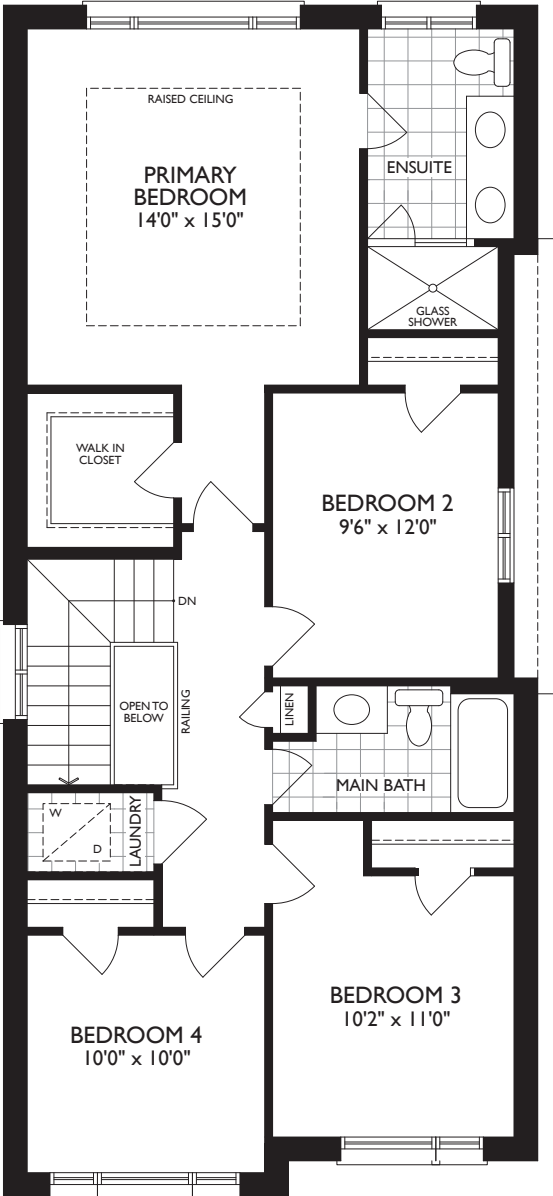 RAISED CEILING
PRIMARY
BEDROOM
14'0" x 15'0"
ENSUITE
GLASS
SHOWER
WALK IN
CLOSET
BEDROOM 2
9'6" x 12'0"
DN
OPEN TO
BELOW
RAILING
LINEN
MAIN BATH
W
D
LAUNDRY
BEDROOM 3
10'2" x 11'0"
BEDROOM 4
10'0" x 10'0"